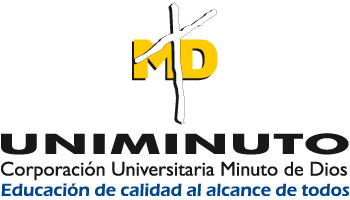 MD
UNIMINUTO
Corporación Universitaria Minuto de Dios
Educación de calidad al alcance de todos